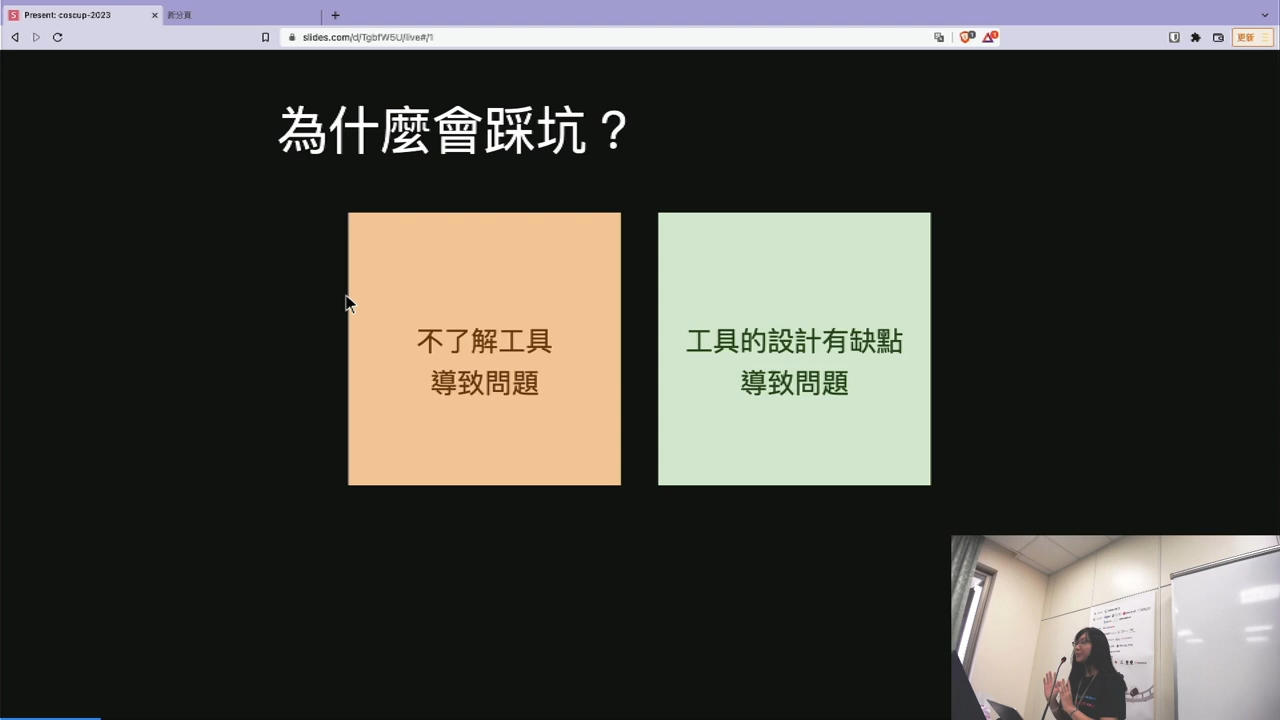 Present: coscup-2023
新分頁
slides.com/d/TgbfW5U/live#/1
更新
為什麼會踩坑？
不了解工具
導致問題
工具的設計有缺點
導致問題